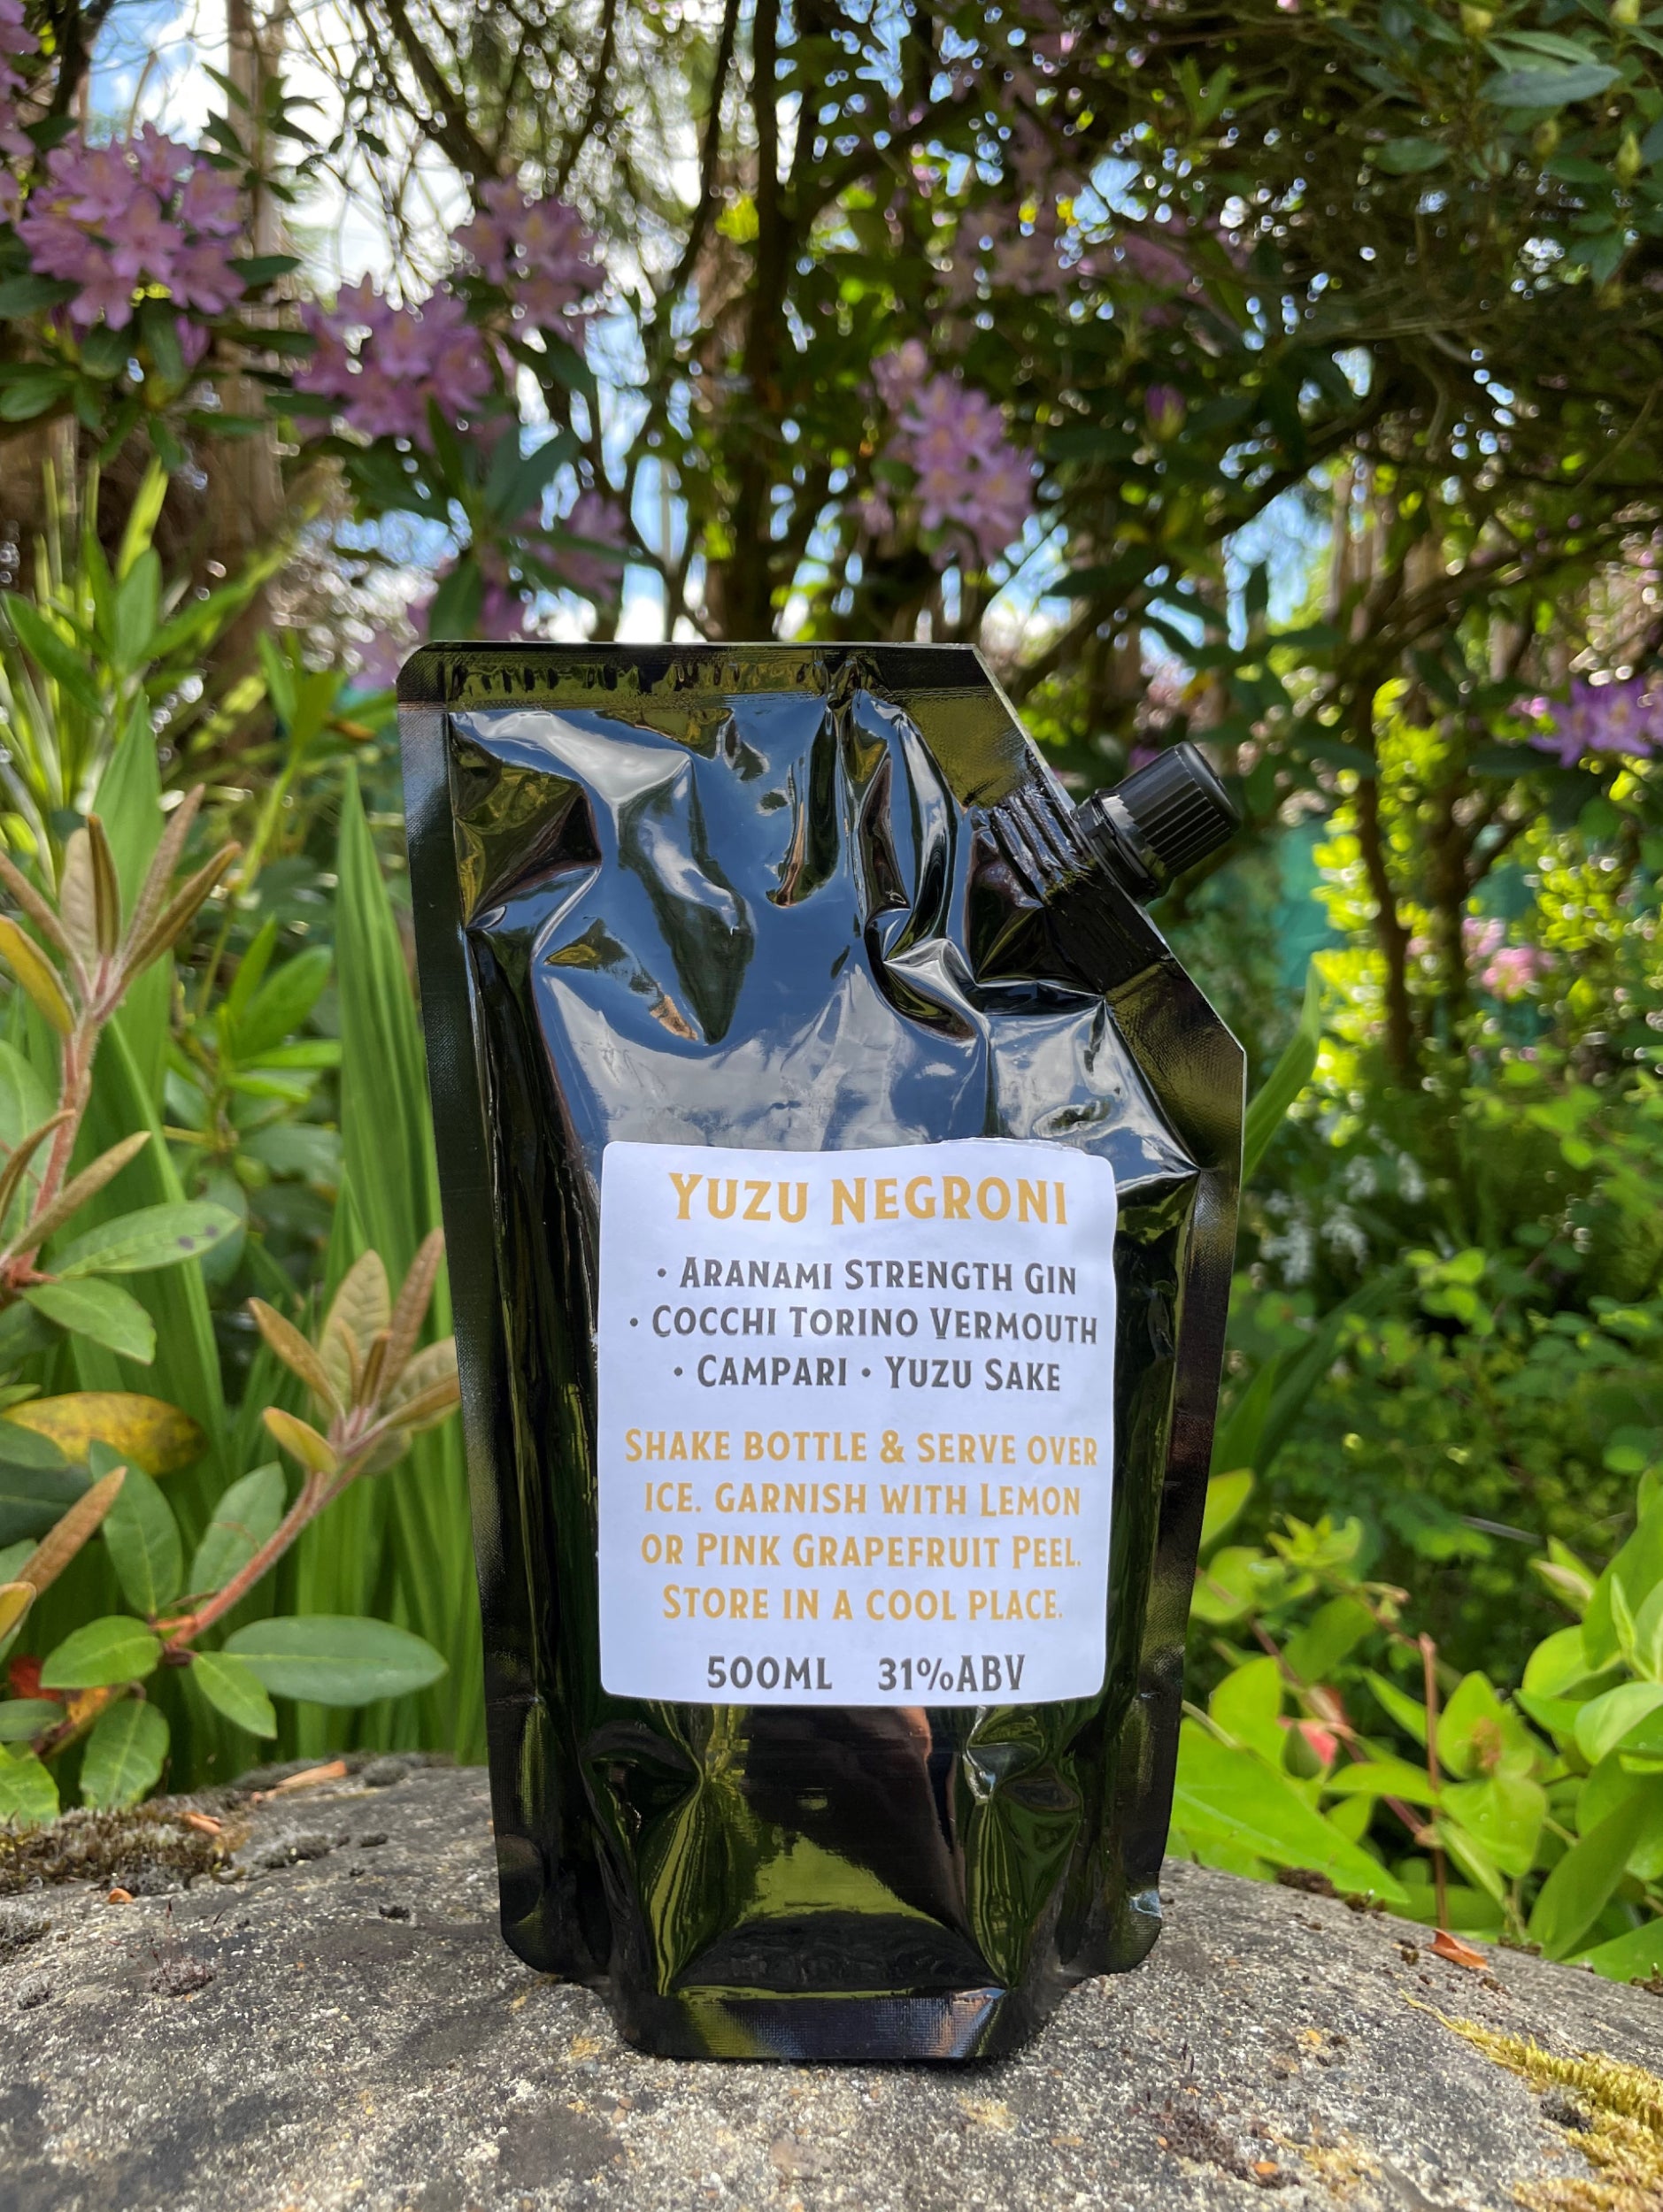 YUZU NEGRONI
• ARANAMI STRENGTH GIN
• COCCHI TORINO VERMOUTH
• CAMPARI • YUZU SAKE
SHAKE BOTTLE & SERVE OVER
ICE. GARNISH WITH LEMON
OR PINK GRAPEFRUIT PEEL.
STORE IN A COOL PLACE.
500ML 31%ABV